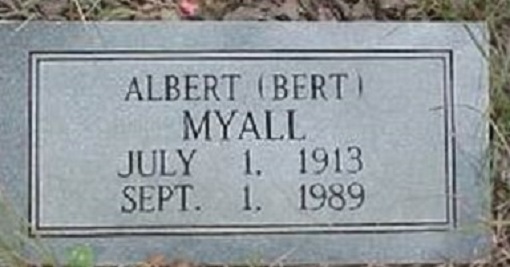 ALBERT (BERT)
MYALL
JULY 1, 1913
SEPT. 1, 1989